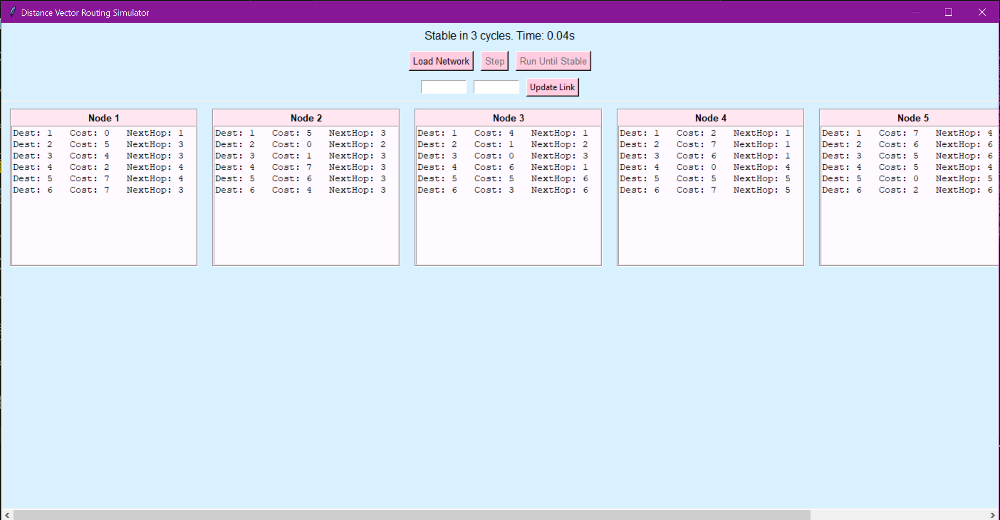 Distance Vector Routing Simulator
Stable in 3 cycles. Time: 0.04s
Load Network Step Run Until Stable
Update Link
Node 1
Dest: 1 Cost: 0 NextHop: 1
Dest: 2 Cost: 5 NextHop: 3
Dest: 3 Cost: 4 NextHop: 3
Dest: 4 Cost: 2 NextHop: 4
Dest: 5 Cost: 7 NextHop: 4
Dest: 6 Cost: 7 NextHop: 3
Node 2
Dest: 1 Cost: 5 NextHop: 3
Dest: 2 Cost: 0 NextHop: 2
Dest: 3 Cost: 1 NextHop: 3
Dest: 4 Cost: 7 NextHop: 3
Dest: 5 Cost: 6 NextHop: 3
Dest: 6 Cost: 4 NextHop: 3
Node 3
Dest: 1 Cost: 4 NextHop: 1
Dest: 2 Cost: 1 NextHop: 2
Dest: 3 Cost: 0 NextHop: 3
Dest: 4 Cost: 6 NextHop: 1
Dest: 5 Cost: 5 NextHop: 6
Dest: 6 Cost: 3 NextHop: 6
Node 4
Dest: 1 Cost: 2 NextHop: 1
Dest: 2 Cost: 7 NextHop: 1
Dest: 3 Cost: 6 NextHop: 1
Dest: 4 Cost: 0 NextHop: 4
Dest: 5 Cost: 5 NextHop: 5
Dest: 6 Cost: 7 NextHop: 5
Node 5
Dest: 1 Cost: 7 NextHop: 4
Dest: 2 Cost: 6 NextHop: 6
Dest: 3 Cost: 5 NextHop: 6
Dest: 4 Cost: 5 NextHop: 4
Dest: 5 Cost: 0 NextHop: 5
Dest: 6 Cost: 2 NextHop: 6